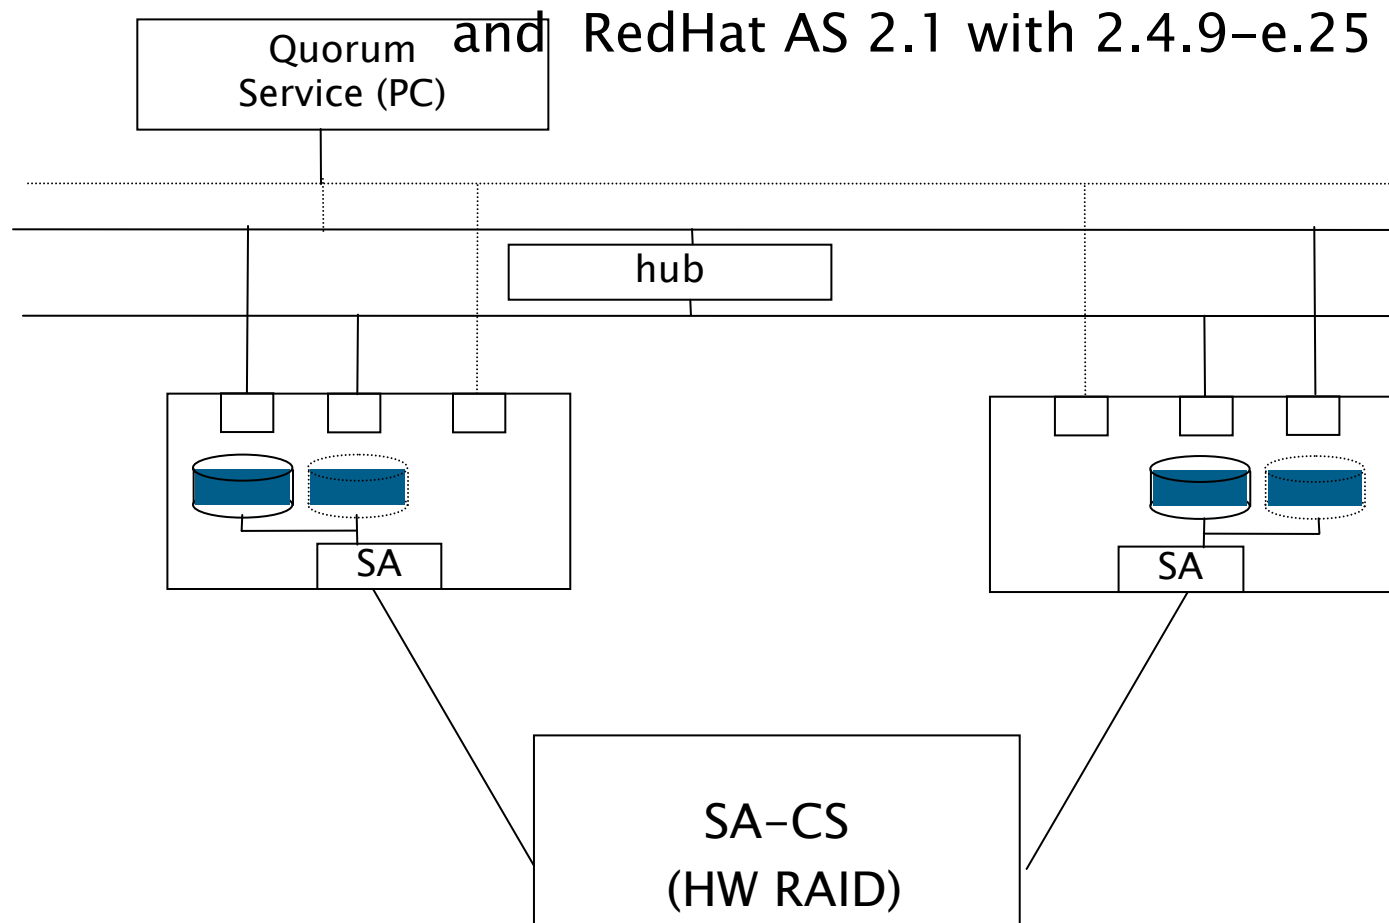 and RedHat AS 2.1 with 2.4.9-e.25
Quorum
Service (PC)
hub
SA
SA
SA-CS
(HW RAID)